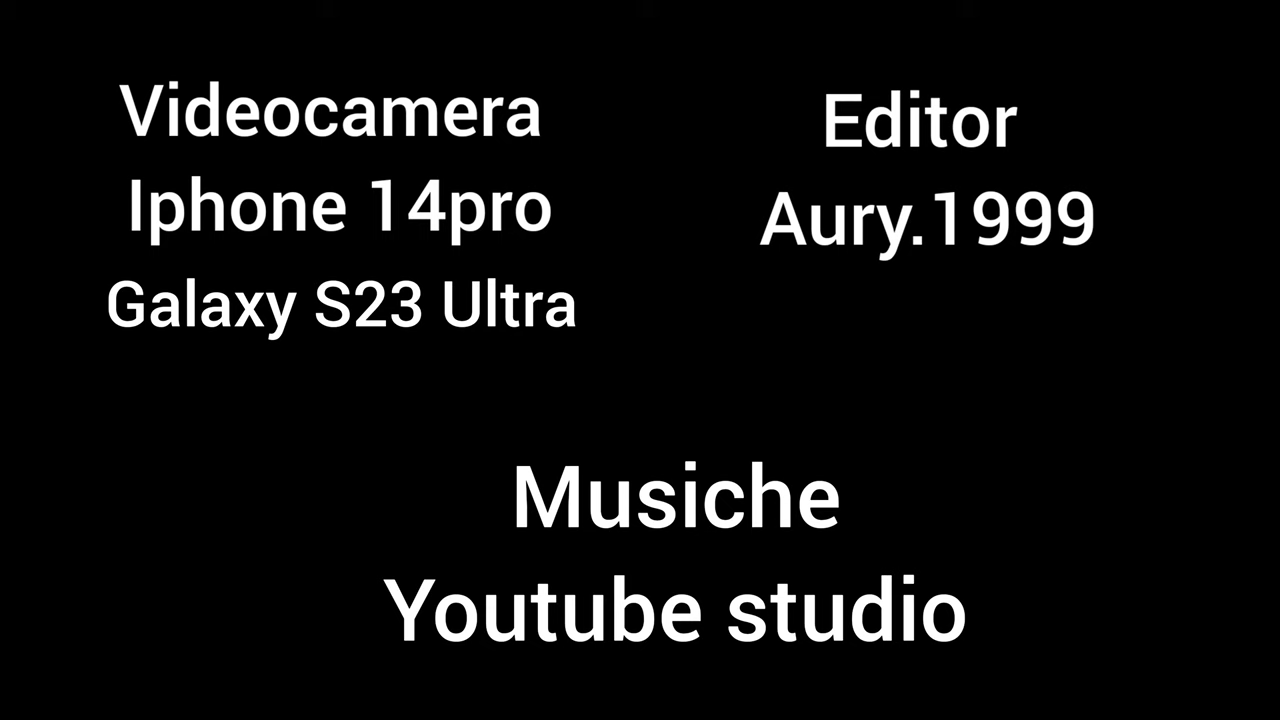 Videocamera
Iphone 14pro
Galaxy S23 Ultra
Editor
Aury.1999
Musiche
Youtube studio